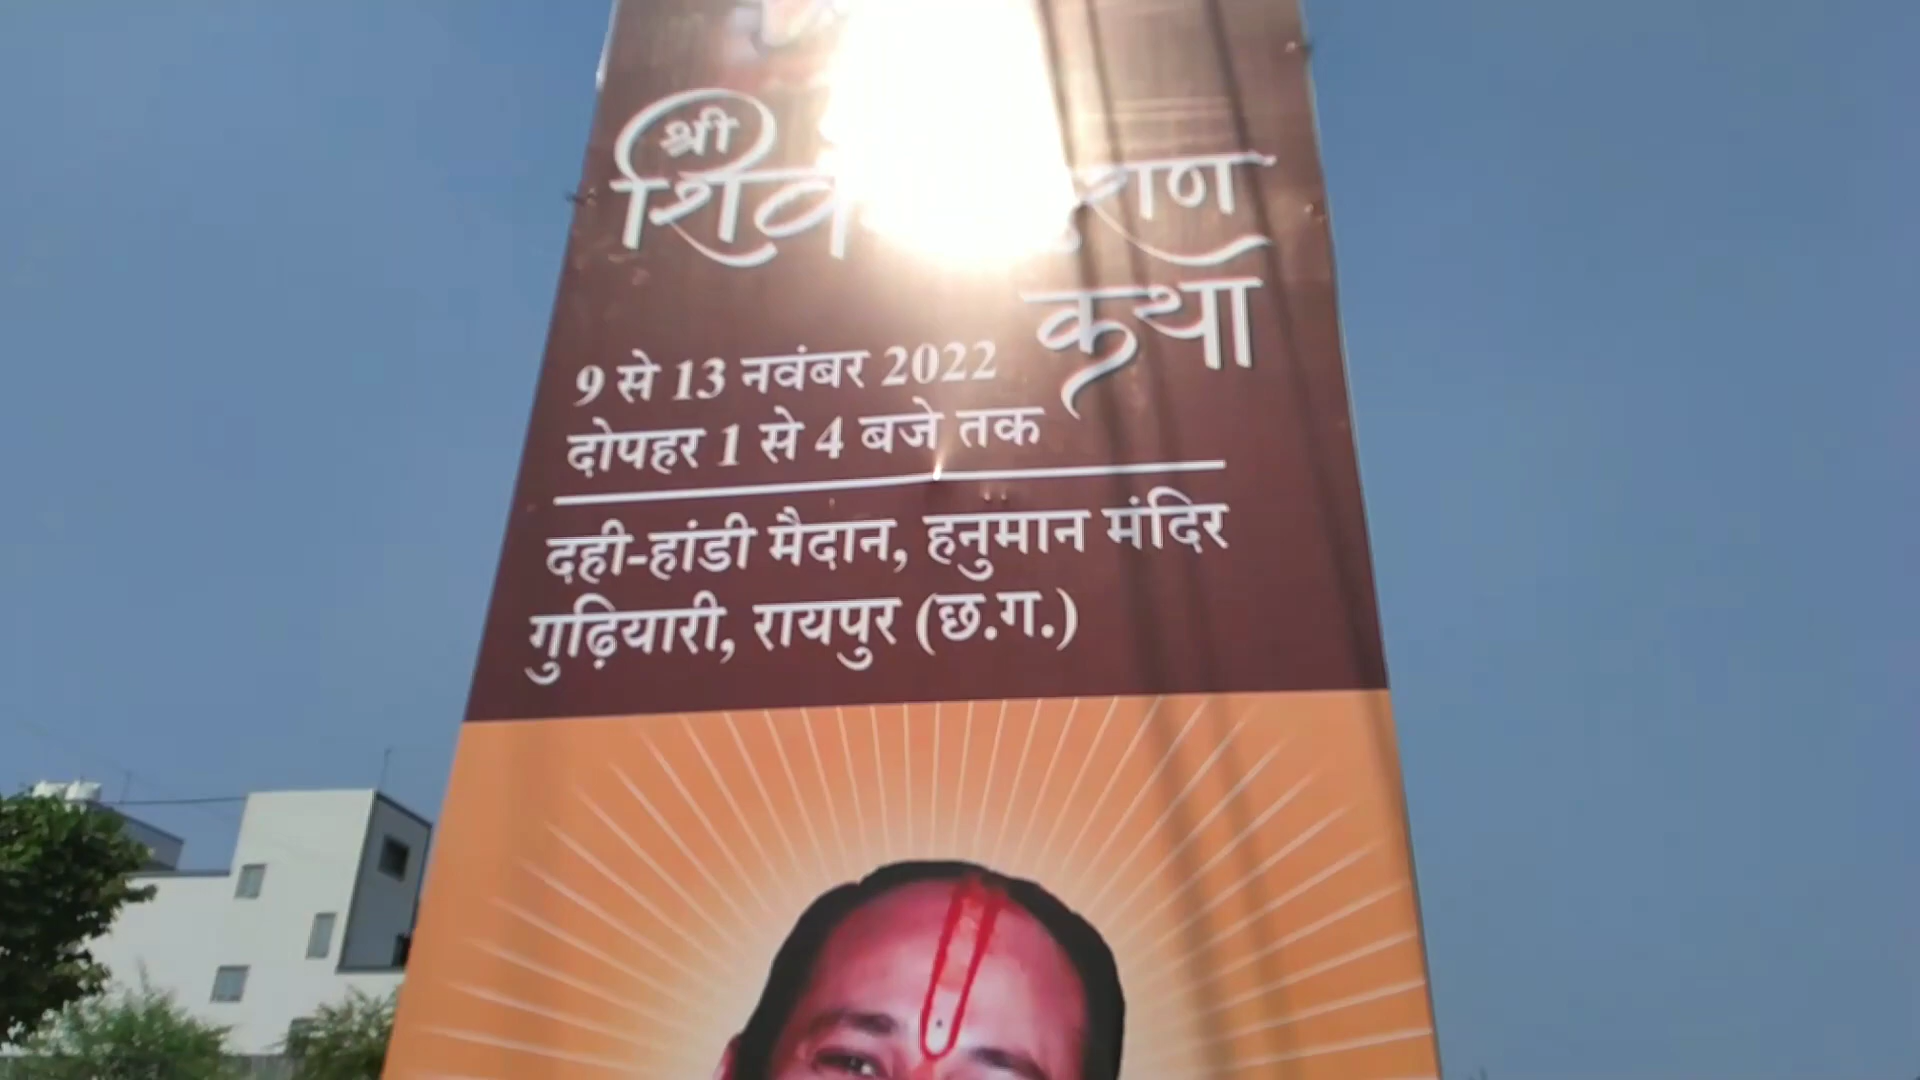 श्री
शिव
कथा
9 से 13 नवंबर 2022
दोपहर 1 से 4 बजे तक
दही-हांडी मैदान, हनुमान मंदिर
गुढ़ियारी, रायपुर (छ.ग.)